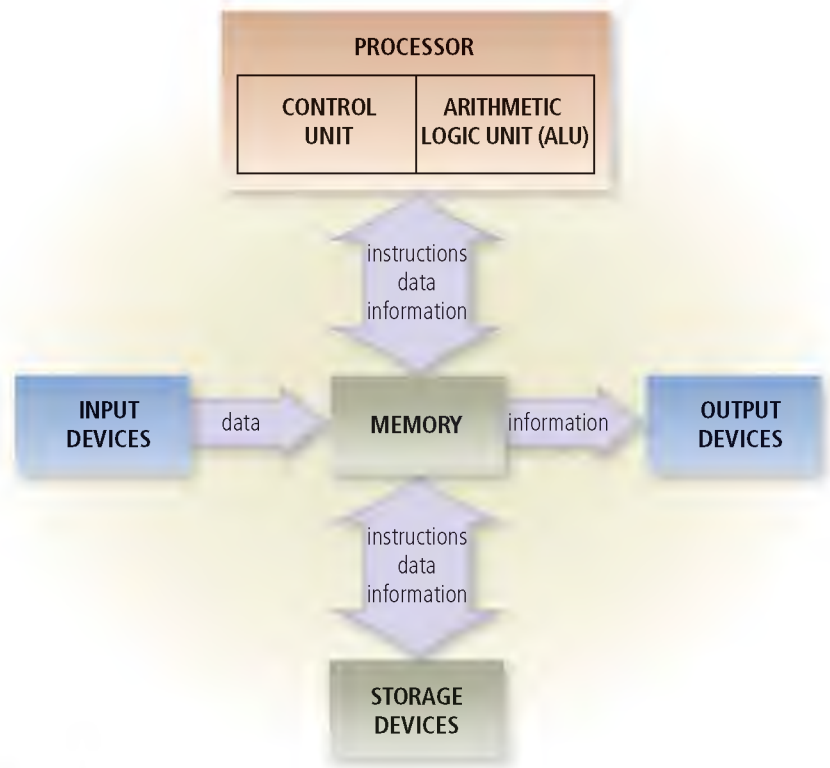 PROCESSOR
CONTROL
UNIT
ARITHMETIC
LOGIC UNIT (ALU)
instructions
data
information
INPUT
DEVICES
data
MEMORY
information
OUTPUT
DEVICES
instructions
data
information
STORAGE
DEVICES